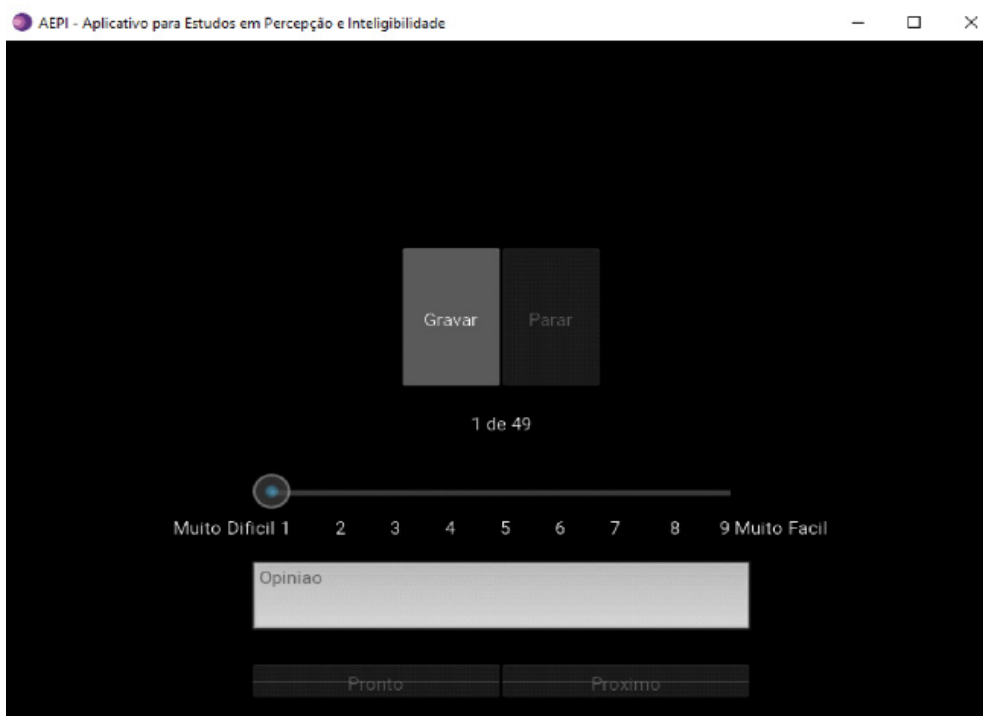 AEPI - Aplicativo para Estudos em Percepção e Inteligibilidade
Gravar Parar
1 de 49
Muito Dificil 1 2 3 4 5 6 7 8 9 Muito Facil
Opiniao
Pronto Proximo